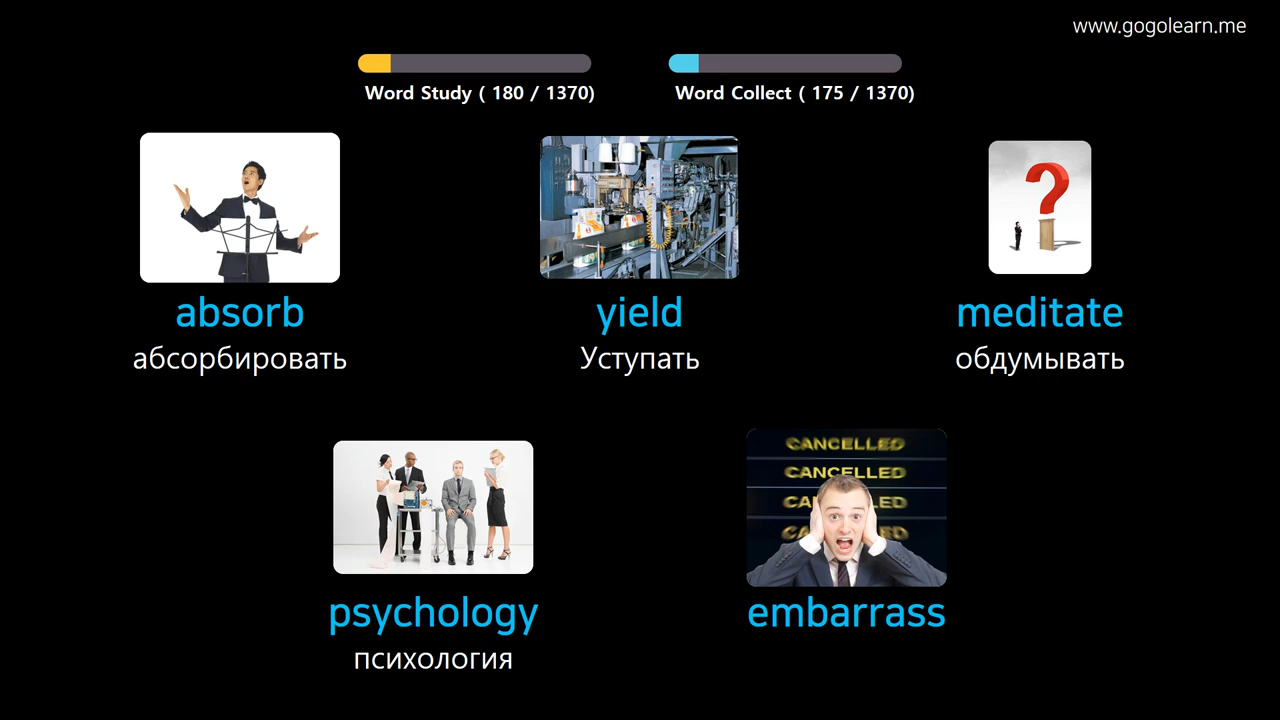 www.gogolearn.me
Word Study ( 180 / 1370)
Word Collect ( 175 / 1370)
absorb
абсорбировать
yield
Уступать
meditate
обдумывать
CANCELLED
CANCELLED
psychology
психология
embarrass